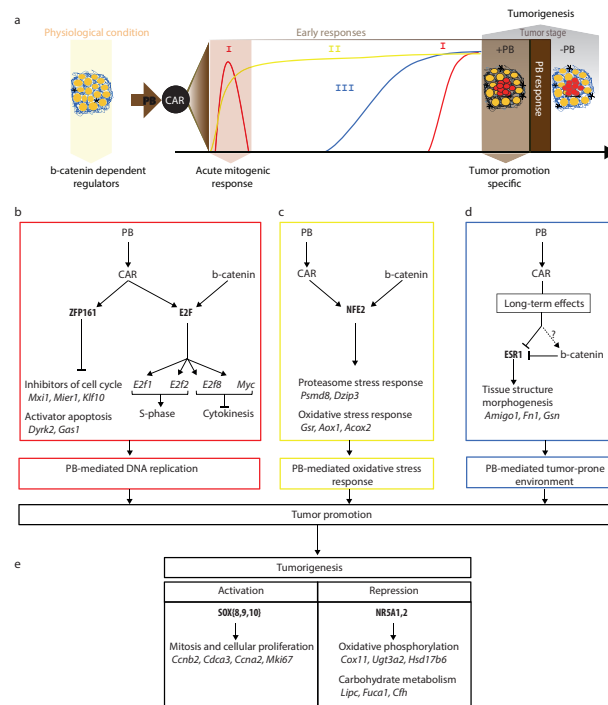 a
Tumorigenesis
Physiological condition
Early responses
Tumor stage
I
II
I
+PB
-PB
PB response
III
PB
CAR
b-catenin dependent
regulators
Acute mitogenic
response
Tumor promotion
specific
b
PB
CAR
b-catenin
ZFP161
E2F
Inhibitors of cell cycle
Mxi1, Mier1, Klf10
Activator apoptosis
Dyrk2, Gas1
E2f1
E2f2
E2f8
Myc
S-phase
Cytokinesis
PB-mediated DNA replication
c
PB
CAR
b-catenin
NFE2
Proteasome stress response
Psmd8, Dzip3
Oxidative stress response
Gsr, Aox1, Acox2
PB-mediated oxidative stress
response
d
PB
CAR
Long-term effects
?
ESR1
b-catenin
Tissue structure
morphogenesis
Amigo1, Fn1, Gsn
PB-mediated tumor-prone
environment
Tumor promotion
e
Tumorigenesis
Activation
Repression
SOX{8,9,10}
NR5A1,2
Mitosis and cellular proliferation
Ccnb2, Cdca3, Ccna2, Mki67
Oxidative phosphorylation
Cox11, Ugt3a2, Hsd17b6
Carbohydrate metabolism
Lipc, Fuca1, Cfh